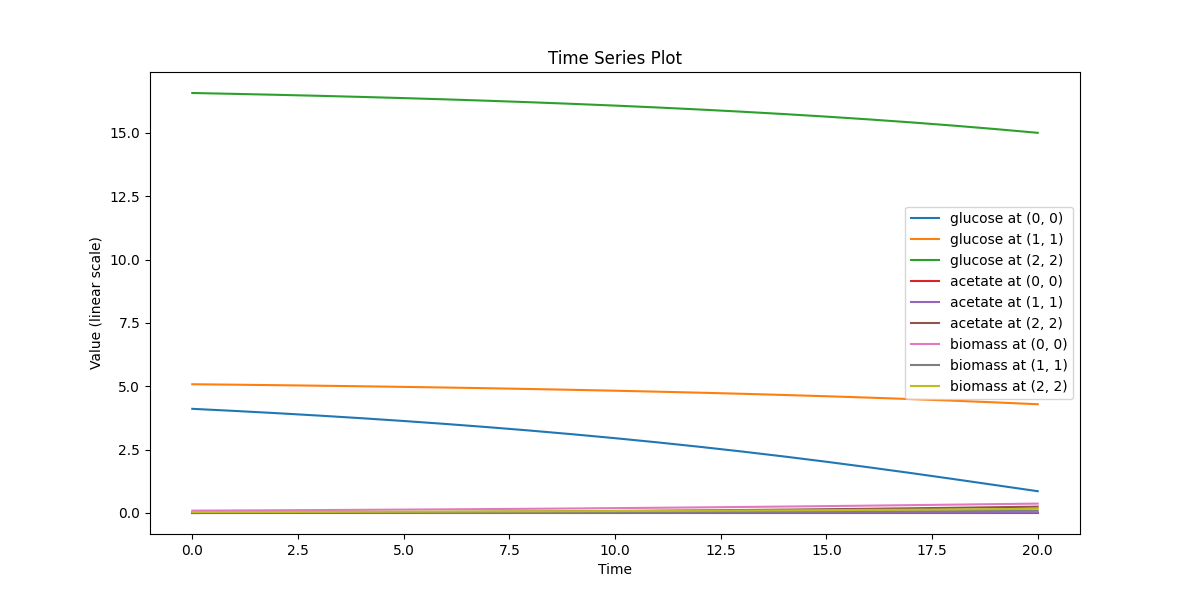 Time Series Plot
Value (linear scale)
15.0
12.5
10.0
7.5
5.0
2.5
0.0
glucose at (0, 0)
glucose at (1, 1)
glucose at (2, 2)
acetate at (0, 0)
acetate at (1, 1)
acetate at (2, 2)
biomass at (0, 0)
biomass at (1, 1)
biomass at (2, 2)
0.0 2.5 5.0 7.5 10.0 12.5 15.0 17.5 20.0
Time